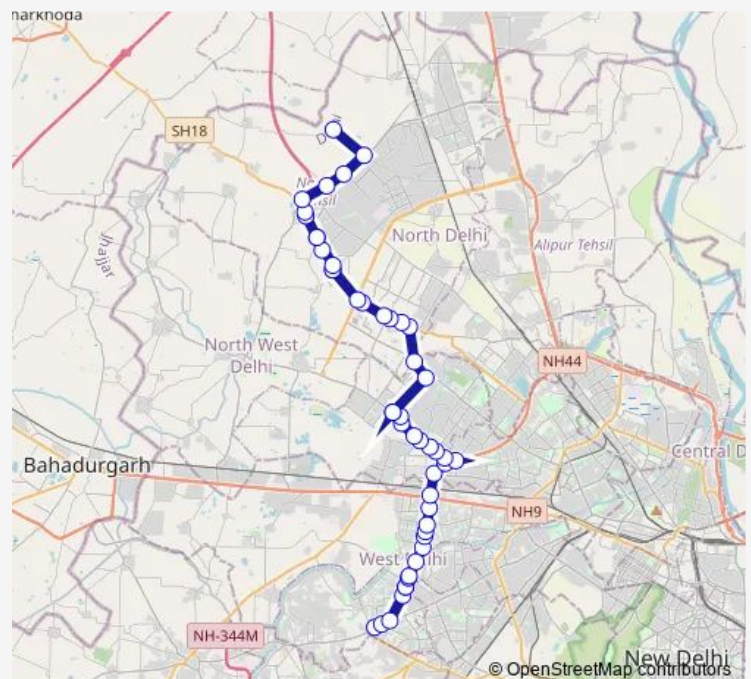 SH18
North Delhi
Alipur Tehsil
Jhajjar
North West
Delhi
NH44
Bahadurgarh
Central D
NH9
West Delhi
NH-344M
New Delhi
© OpenStreetMap contributors